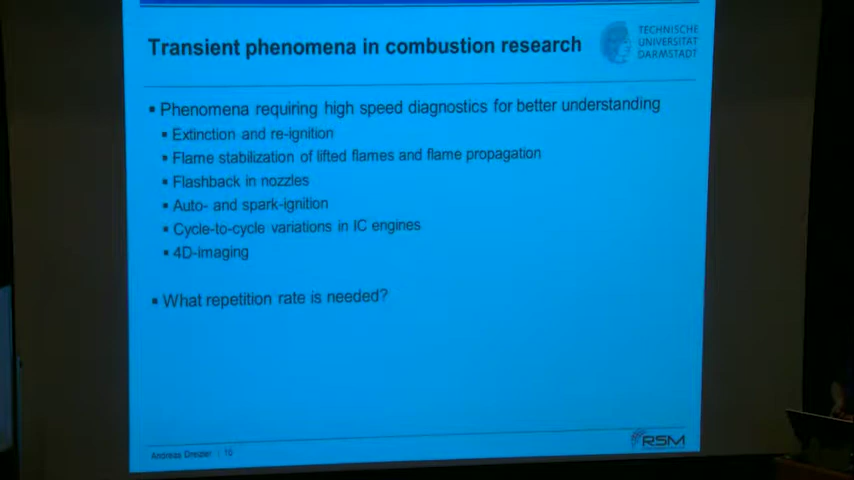 Transient phenomena in combustion research
TECHNISCHE
UNIVERSITÄT
DARMSTADT
▪ Phenomena requiring high speed diagnostics for better understanding
▪ Extinction and re-ignition
▪ Flame stabilization of lifted flames and flame propagation
▪ Flashback in nozzles
▪ Auto- and spark-ignition
▪ Cycle-to-cycle variations in IC engines
▪ 4D-imaging
▪ What repetition rate is needed?
Andreas Dreizler | 10
RSM